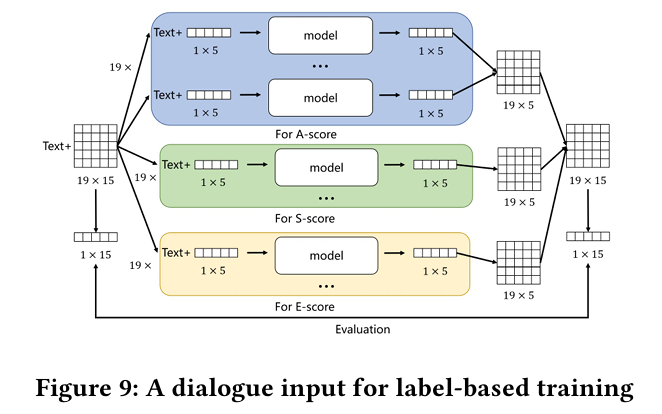 Text+
1 × 5
model
1 × 5
19 ×
•••
Text+
1 × 5
model
1 × 5
19 × 5
For A-score
Text+
19 × 15
19 ×
Text+
1 × 5
model
1 × 5
•••
19 × 5
19 × 15
For S-score
1 × 15
19 ×
Text+
1 × 5
model
1 × 5
•••
19 × 5
1 × 15
For E-score
Evaluation
Figure 9: A dialogue input for label-based training